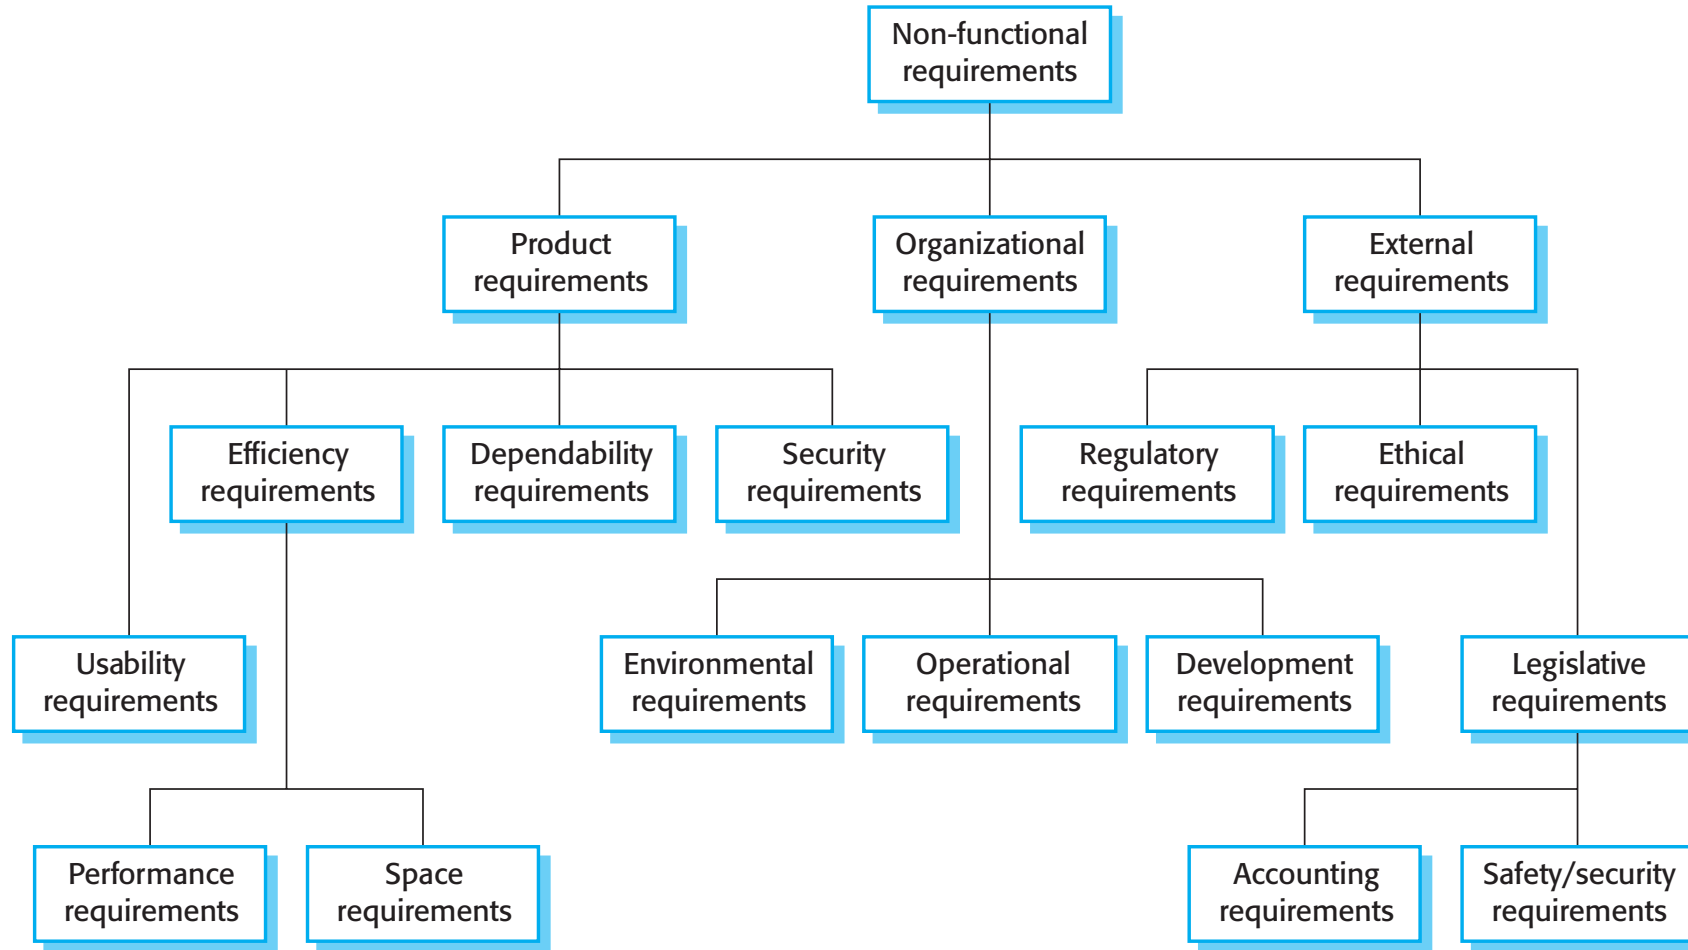 Non-functional
requirements
Product
requirements
Organizational
requirements
External
requirements
Efficiency
requirements
Dependability
requirements
Security
requirements
Regulatory
requirements
Ethical
requirements
Usability
requirements
Environmental
requirements
Operational
requirements
Development
requirements
Legislative
requirements
Performance
requirements
Space
requirements
Accounting
requirements
Safety/security
requirements